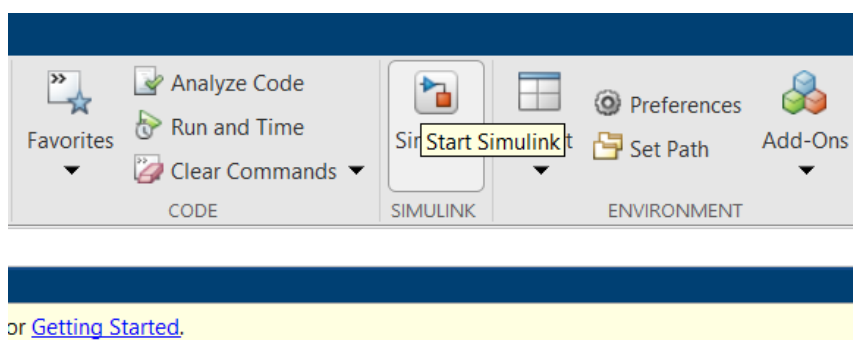 Favorites
Analyze Code
Run and Time
Clear Commands
CODE
Start Simulink
SIMULINK
Preferences
Set Path
Add-Ons
ENVIRONMENT
or Getting Started.